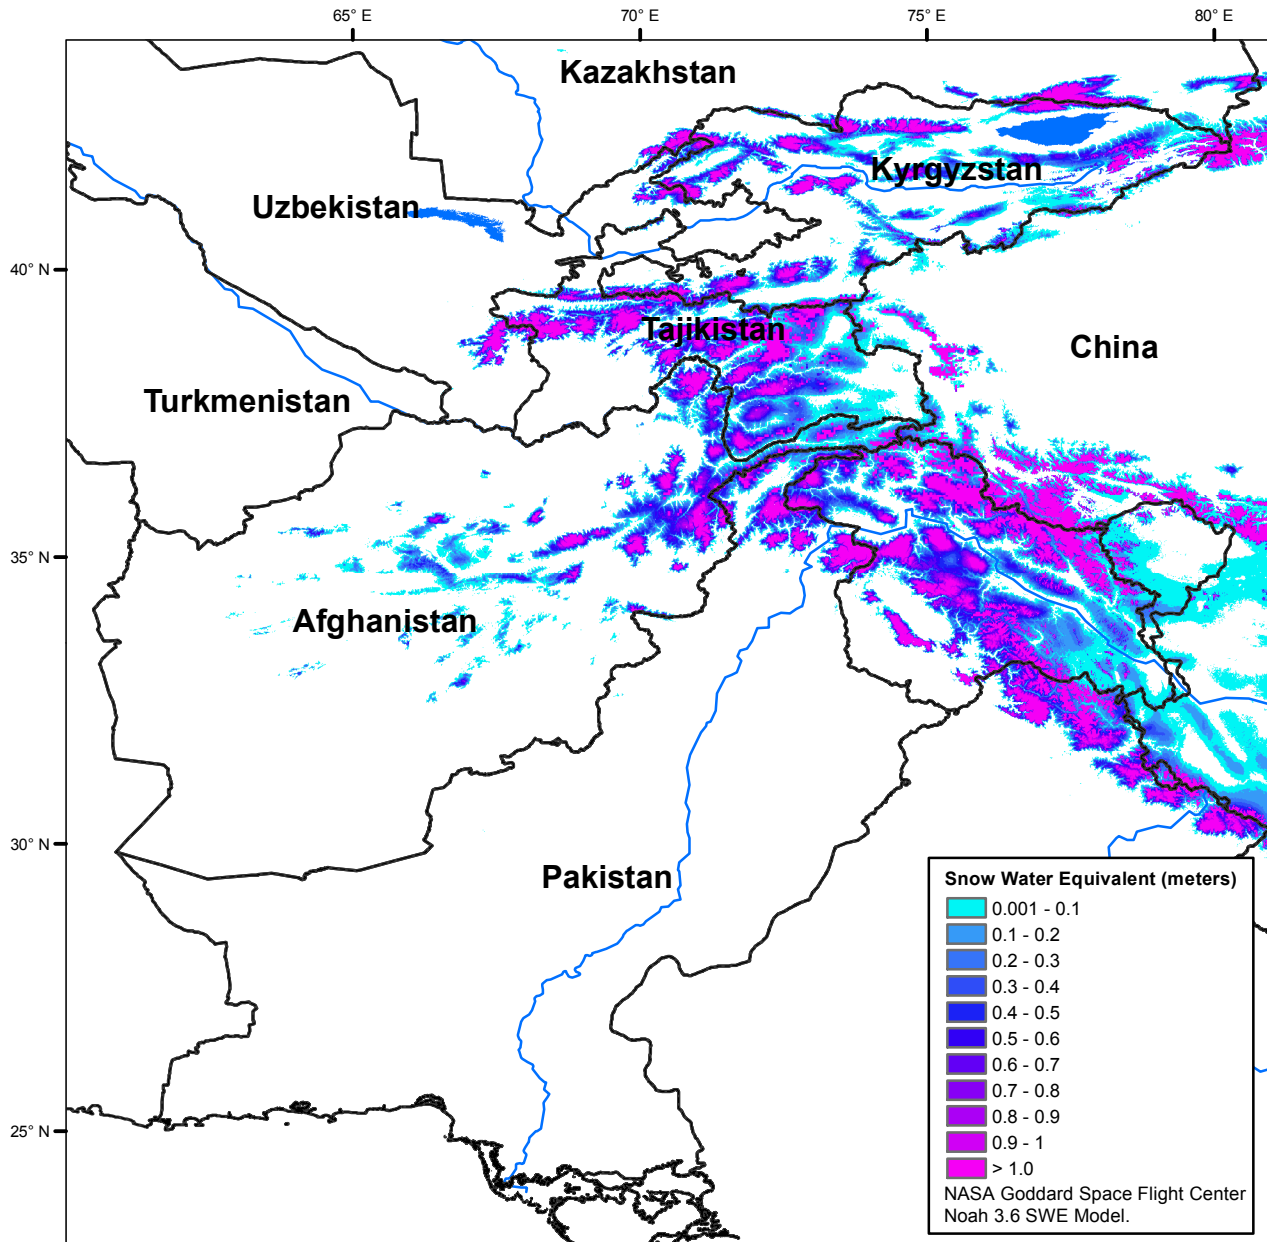 65° E
70° E
75° E
80° E
Kazakhstan
Kyrgyzstan
Uzbekistan
40° N
Tajikistan
China
Turkmenistan
35° N
Afghanistan
30° N
Pakistan
25° N
Snow Water Equivalent (meters)
0.001 - 0.1
0.1 - 0.2
0.2 - 0.3
0.3 - 0.4
0.4 - 0.5
0.5 - 0.6
0.6 - 0.7
0.7 - 0.8
0.8 - 0.9
0.9 - 1
> 1.0
NASA Goddard Space Flight Center
Noah 3.6 SWE Model.